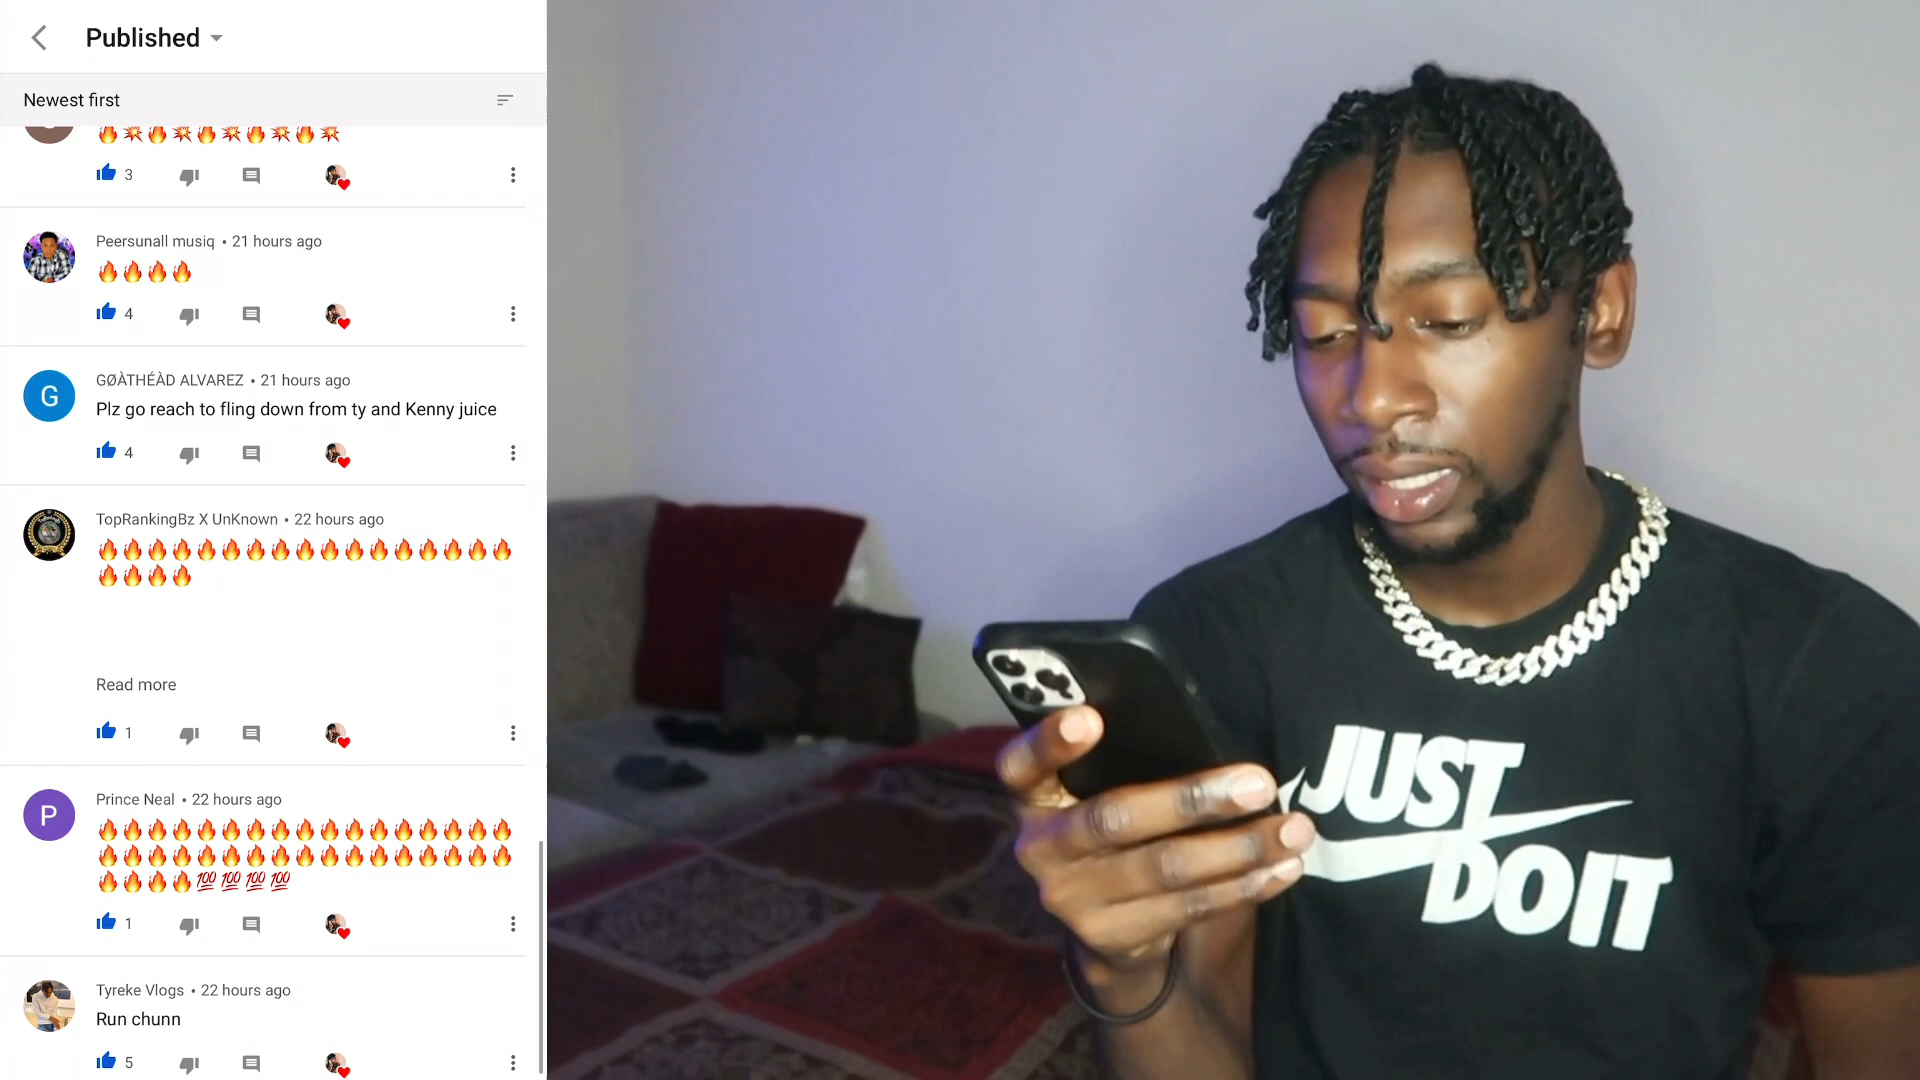 Published
Newest first
🔥💥🔥💥🔥💥🔥💥🔥💥
3
Peersunall musiq • 21 hours ago
🔥🔥🔥🔥
4
GØÀTHÉÀD ALVAREZ • 21 hours ago
Plz go reach to fling down from ty and Kenny juice
4
TopRankingBz X UnKnown • 22 hours ago
🔥🔥🔥🔥🔥🔥🔥🔥🔥🔥🔥🔥🔥🔥🔥🔥🔥
🔥🔥🔥🔥
Read more
1
Prince Neal • 22 hours ago
🔥🔥🔥🔥🔥🔥🔥🔥🔥🔥🔥🔥🔥🔥🔥🔥🔥
🔥🔥🔥🔥🔥🔥🔥🔥🔥🔥🔥🔥🔥🔥🔥🔥🔥
🔥🔥🔥🔥💯💯💯💯
1
Tyreke Vlogs • 22 hours ago
Run chunn
5
G
P
JUST
DO IT